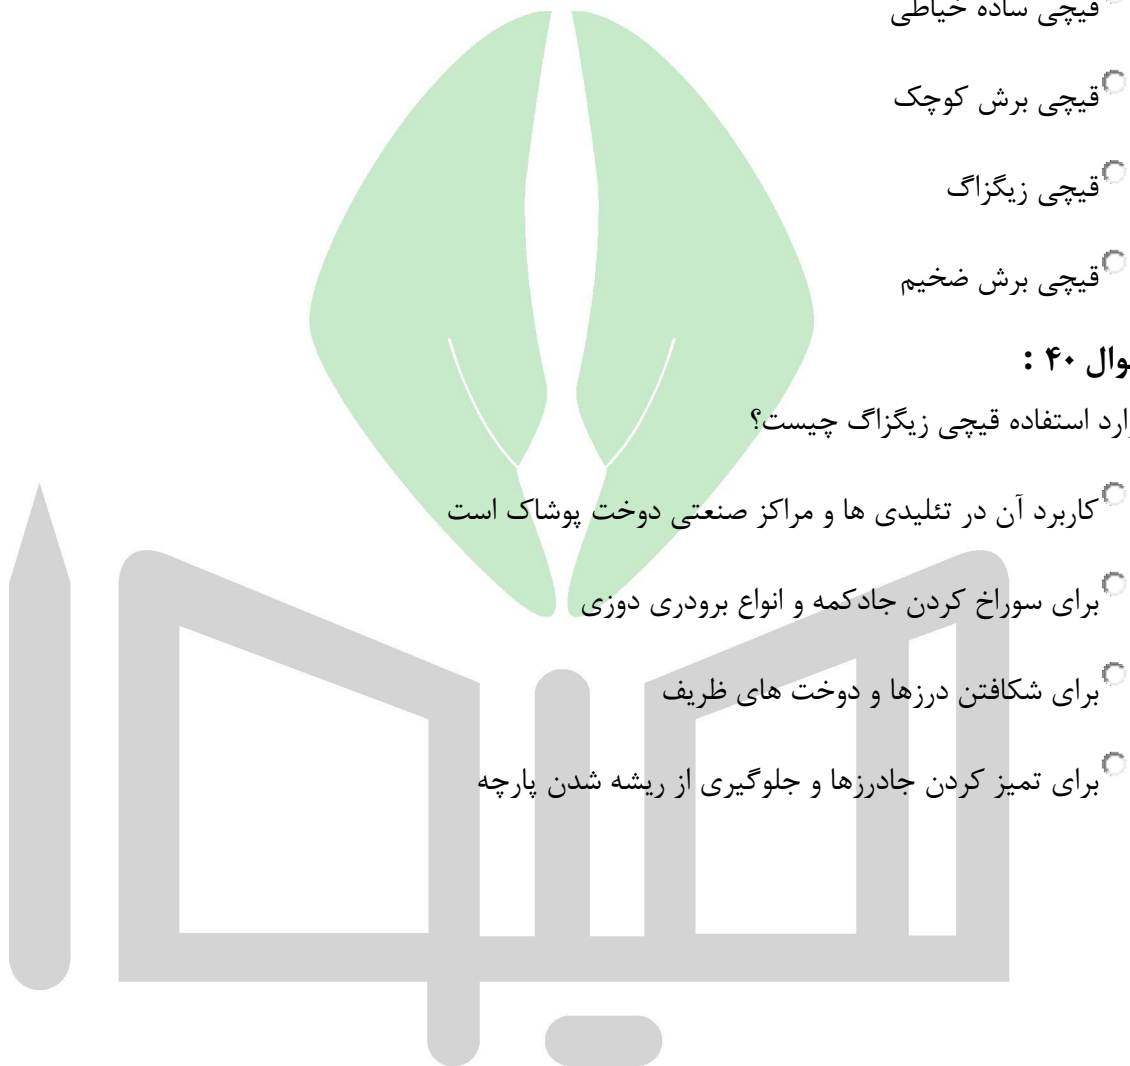 قیچی ساده خیاطی
قیچی برش کوچک
قیچی زیگزاگ
قیچی برش ضخیم
وال ۴۰ :
ارد استفاده قیچی زیگزاگ چیست؟
کاربرد آن در تئلیدی ها و مراکز صنعتی دوخت پوشاک است
برای سوراخ کردن جادکمه و انواع برودری دوزی
برای شکافتن درزها و دوخت های ظریف
برای تمیز کردن جادرزها و جلوگیری از ریشه شدن پارچه